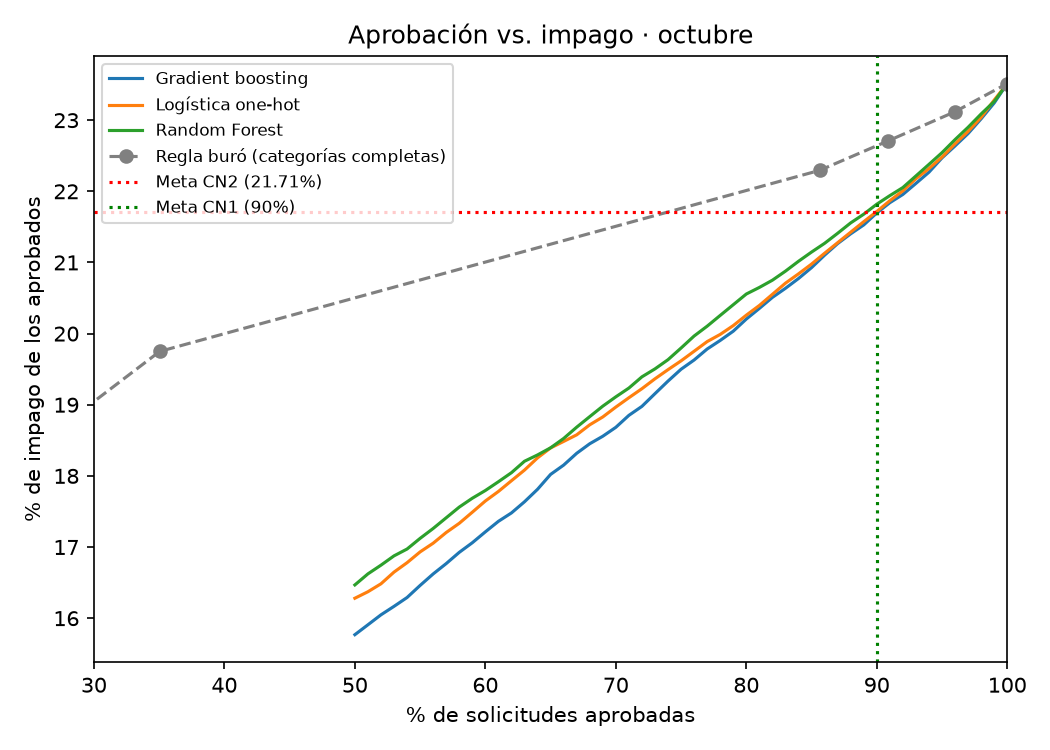 Aprobación vs. impago · octubre
Gradient boosting
Logística one-hot
Random Forest
Regla buró (categorías completas)
Meta CN2 (21.71%)
Meta CN1 (90%)
% de impago de los aprobados
23
22
21
20
19
18
17
16
30 40 50 60 70 80 90 100
% de solicitudes aprobadas